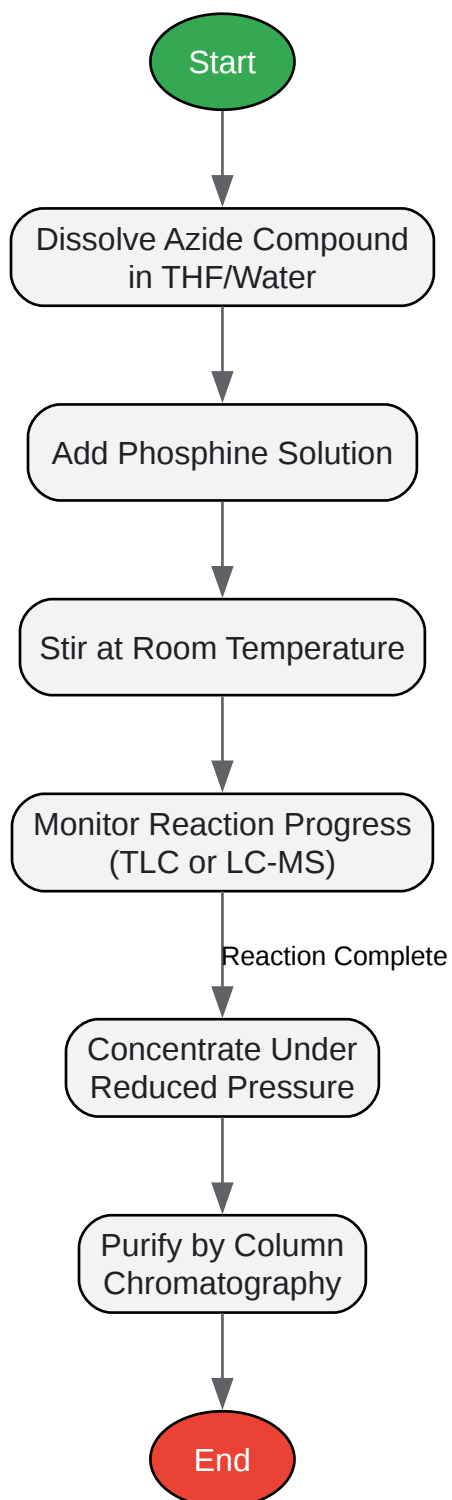 Start
Dissolve Azide Compound
in THF/Water
Add Phosphine Solution
Stir at Room Temperature
Monitor Reaction Progress
(TLC or LC-MS)
Reaction Complete
Concentrate Under
Reduced Pressure
Purify by Column
Chromatography
End